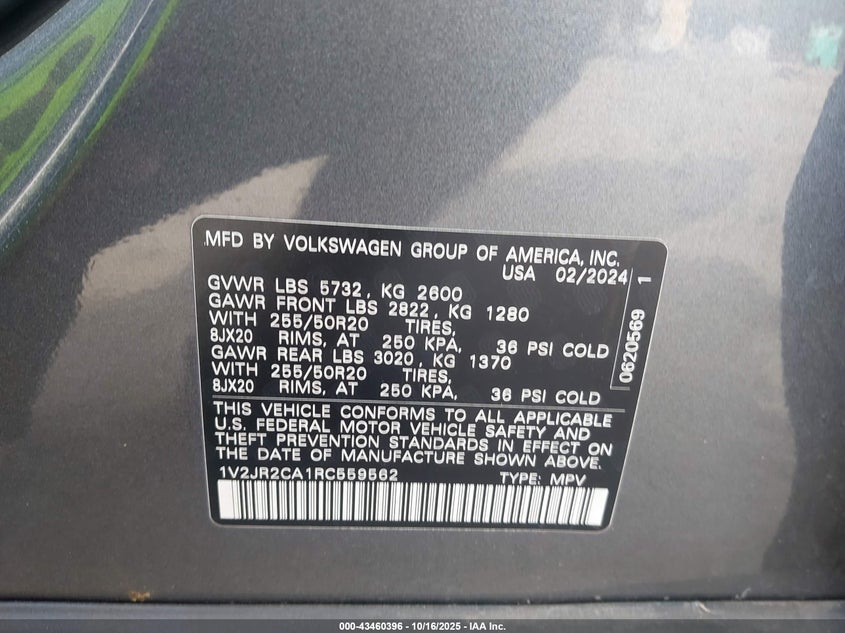 MFD BY VOLKSWAGEN GROUP OF AMERICA, INC.
USA 02/2024
GVWR LBS 5732, KG 2600
GAWR FRONT LBS 2822, KG 1280
WITH 255/50R20 TIRES,
8JX20 RIMS, AT 250 KPA, 36 PSI COLD
GAWR REAR LBS 3020, KG 1370
WITH 255/50R20 TIRES,
8JX20 RIMS, AT 250 KPA, 36 PSI COLD
0620569 1
THIS VEHICLE CONFORMS TO ALL APPLICABLE
U.S. FEDERAL MOTOR VEHICLE SAFETY AND
THEFT PREVENTION STANDARDS IN EFFECT ON
THE DATE OF MANUFACTURE SHOWN ABOVE.
1V2JR2CA1RC559562 TYPE: MPV
000-43460396 - 10/16/2025 - IAA Inc.